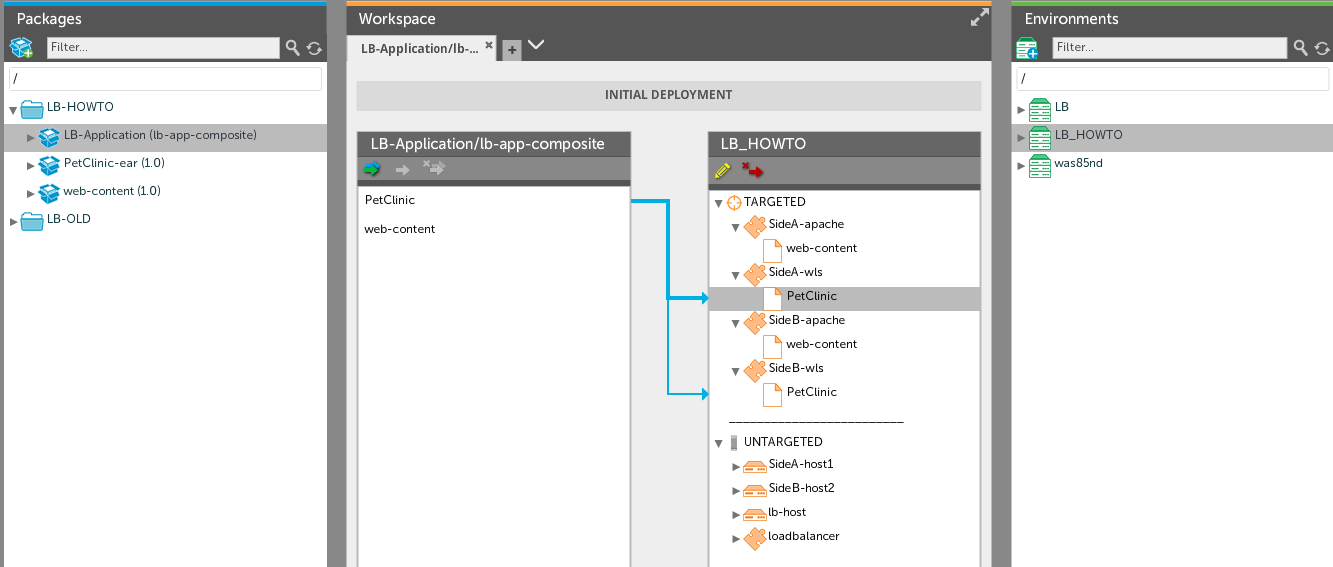 Packages
Filter...
/
LB-HOWTO
LB-Application (lb-app-composite)
PetClinic-ear (1.0)
web-content (1.0)
LB-OLD
Workspace
LB-Application/lb-...
INITIAL DEPLOYMENT
LB-Application/lb-app-composite
PetClinic
web-content
LB_HOWTO
TARGETED
SideA-apache
web-content
SideA-wls
PetClinic
SideB-apache
web-content
SideB-wls
PetClinic
UNTARGETED
SideA-host1
SideB-host2
lb-host
loadbalancer
Environments
Filter...
/
LB
LB_HOWTO
was85nd